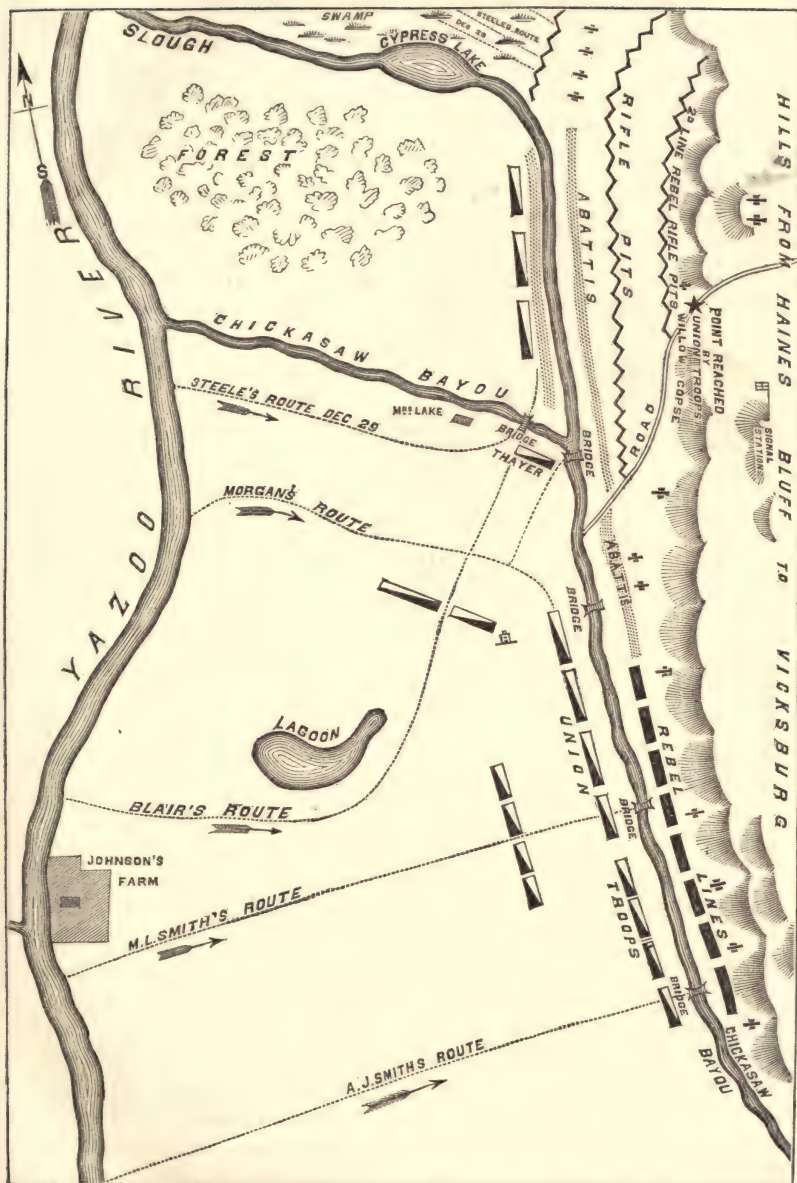 SWAMP
STEELE'S ROUTE
DEC 28
SLOUGH
CYPRESS LAKE
N
S
FOREST
ABATTIS
RIFLE PITS
2D LINE REBEL RIFLE PITS
HILLS FROM HAINES BLUFF TO VICKSBURG
POINT REACHED
BY
UNION TROOPS
WILLOW COPSE
SIGNAL
STATION
YAZOO RIVER
CHICKASAW BAYOU
STEELE'S ROUTE DEC 29
MRS LAKE
BRIDGE
THAYER
BRIDGE
ROAD
MORGAN'S ROUTE
ABATTIS
BRIDGE
LAGOON
UNION TROOPS
REBEL LINES
BLAIR'S ROUTE
BRIDGE
JOHNSON'S
FARM
M.L.SMITH'S ROUTE
BRIDGE
A.J.SMITHS ROUTE
CHICKASAW
BAYOU